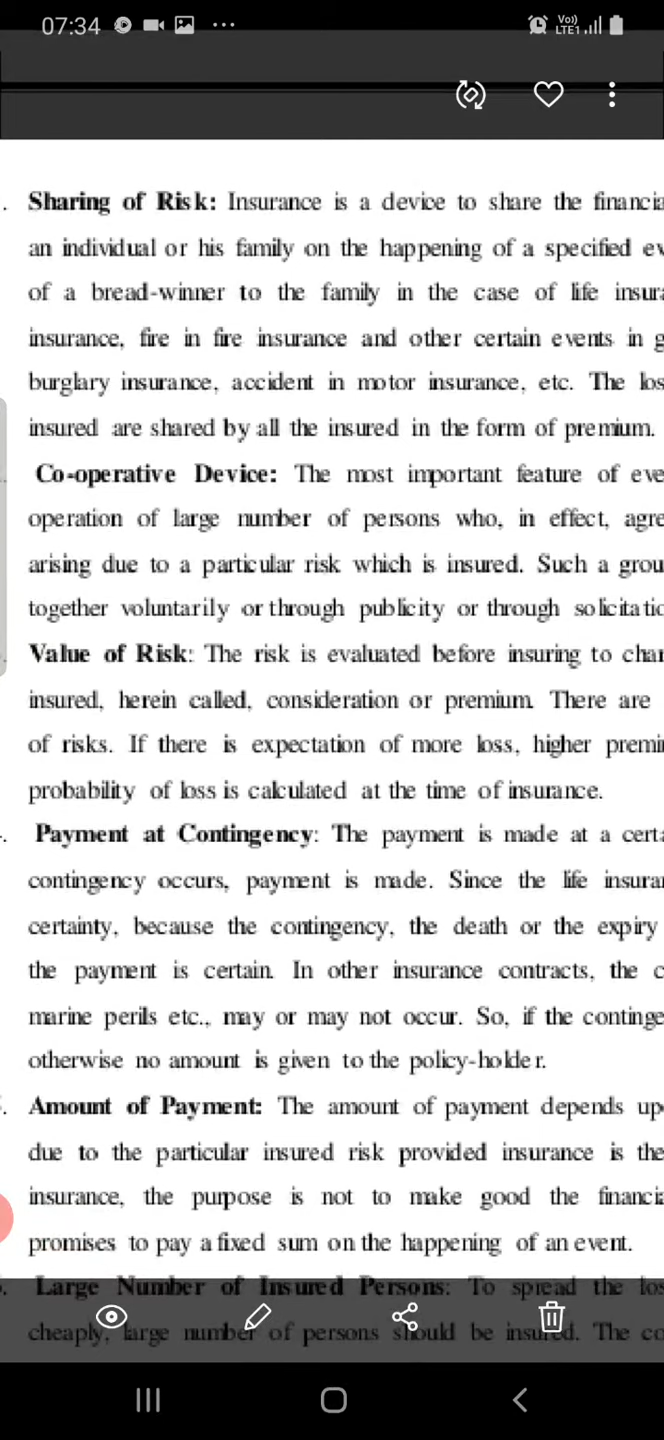 07:34 Vo)) LTE1
. Sharing of Risk: Insurance is a device to share the financia
an individual or his family on the happening of a specified ev
of a bread-winner to the family in the case of life insura
insurance, fire in fire insurance and other certain events in g
burglary insurance, accident in motor insurance, etc. The los
insured are shared by all the insured in the form of premium.
. Co-operative Device: The most important feature of eve
operation of large number of persons who, in effect, agre
arising due to a particular risk which is insured. Such a grou
together voluntarily or through publicity or through solicitatio
. Value of Risk: The risk is evaluated before insuring to char
insured, herein called, consideration or premium. There are
of risks. If there is expectation of more loss, higher premi
probability of loss is calculated at the time of insurance.
. Payment at Contingency: The payment is made at a certa
contingency occurs, payment is made. Since the life insuran
certainty, because the contingency, the death or the expiry
the payment is certain. In other insurance contracts, the c
marine perils etc., may or may not occur. So, if the continge
otherwise no amount is given to the policy-holder.
. Amount of Payment: The amount of payment depends up
due to the particular insured risk provided insurance is the
insurance, the purpose is not to make good the financia
promises to pay a fixed sum on the happening of an event.
. Large Number of Insured Persons: To spread the los
cheaply, large number of persons should be insured. The co